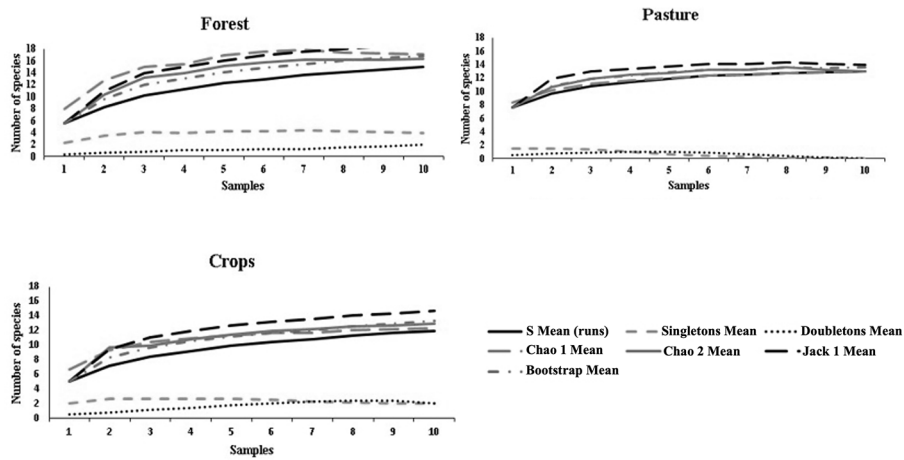 Forest
Number of species
18
16
14
12
10
8
6
4
2
0
1 2 3 4 5 6 7 8 9 10
Samples
Pasture
Number of species
18
16
14
12
10
8
6
4
2
0
1 2 3 4 5 6 7 8 9 10
Samples
Crops
Number of species
18
16
14
12
10
8
6
4
2
0
1 2 3 4 5 6 7 8 9 10
Samples
S Mean (runs) Singletons Mean Doubletons Mean
Chao 1 Mean Chao 2 Mean Jack 1 Mean
Bootstrap Mean